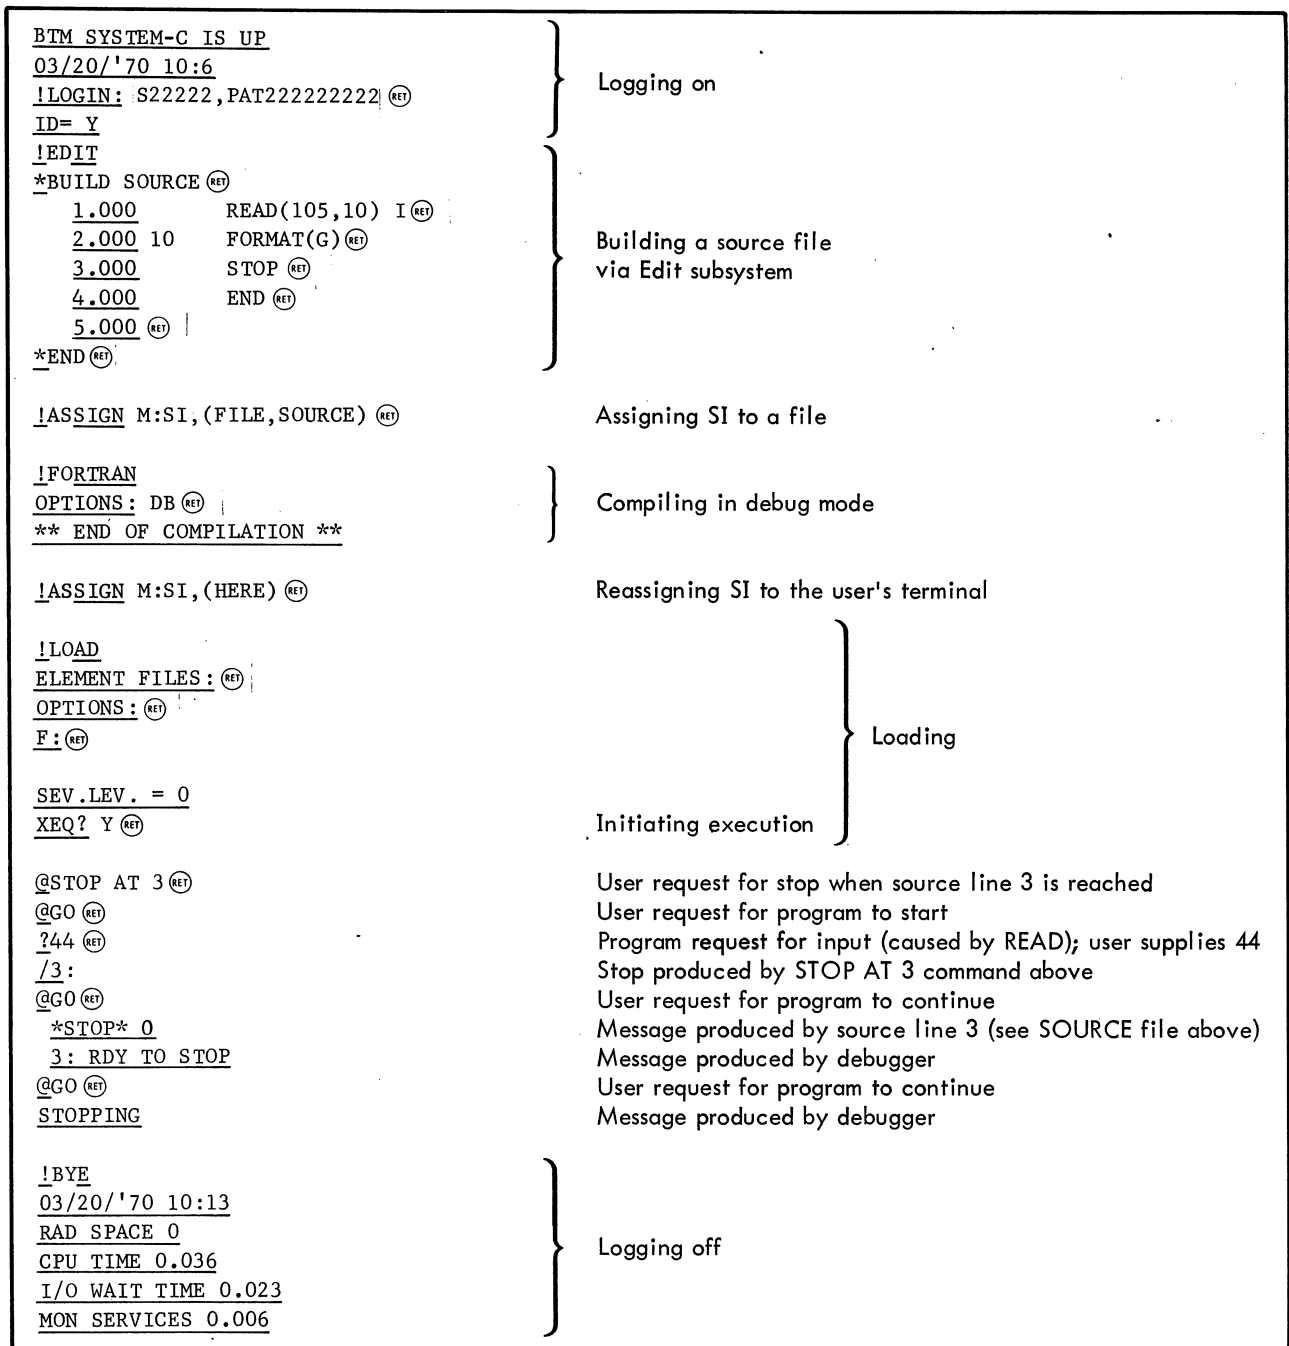 BTM SYSTEM-C IS UP
03/20/'70 10:6
!LOGIN: S22222,PAT222222222 RET
Logging on
ID= Y
!EDIT
*BUILD SOURCE RET
1.000 READ(105,10) I RET
2.000 10 FORMAT(G) RET
Building a source file
3.000 STOP RET
via Edit subsystem
4.000 END RET
5.000 RET
*END RET
!ASSIGN M:SI,(FILE,SOURCE) RET Assigning SI to a file
!FORTRAN
OPTIONS: DB RET Compiling in debug mode
** END OF COMPILATION **
!ASSIGN M:SI,(HERE) RET Reassigning SI to the user's terminal
!LOAD
ELEMENT FILES: RET
OPTIONS: RET
F: RET Loading
SEV.LEV. = 0
XEQ? Y RET Initiating execution
@STOP AT 3 RET User request for stop when source line 3 is reached
@GO RET User request for program to start
?44 RET Program request for input (caused by READ); user supplies 44
/3: Stop produced by STOP AT 3 command above
@GO RET User request for program to continue
*STOP* 0 Message produced by source line 3 (see SOURCE file above)
3: RDY TO STOP Message produced by debugger
@GO RET User request for program to continue
STOPPING Message produced by debugger
!BYE
03/20/'70 10:13
RAD SPACE 0
CPU TIME 0.036 Logging off
I/O WAIT TIME 0.023
MON SERVICES 0.006